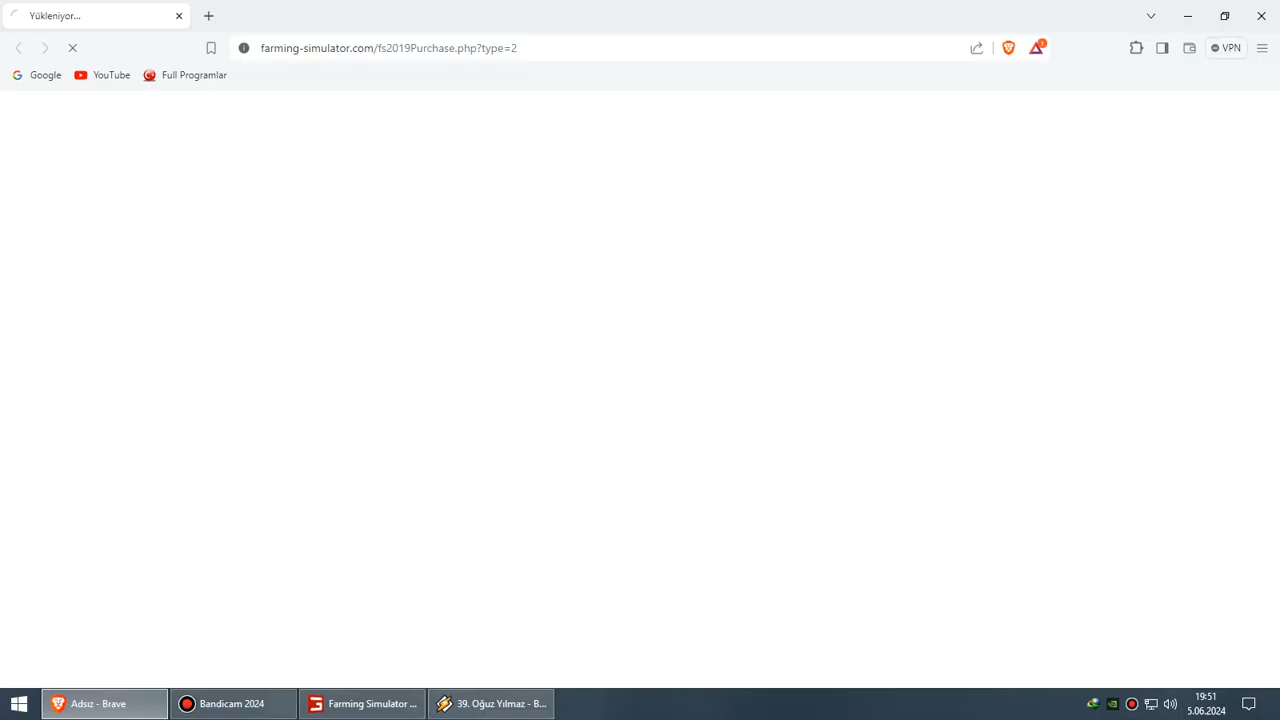 Yükleniyor...
farming-simulator.com/fs2019Purchase.php?type=2
1
VPN
Google
YouTube
Full Programlar
Adsız - Brave
Bandicam 2024
Farming Simulator ...
39. Oğuz Yılmaz - B...
19:51
5.06.2024